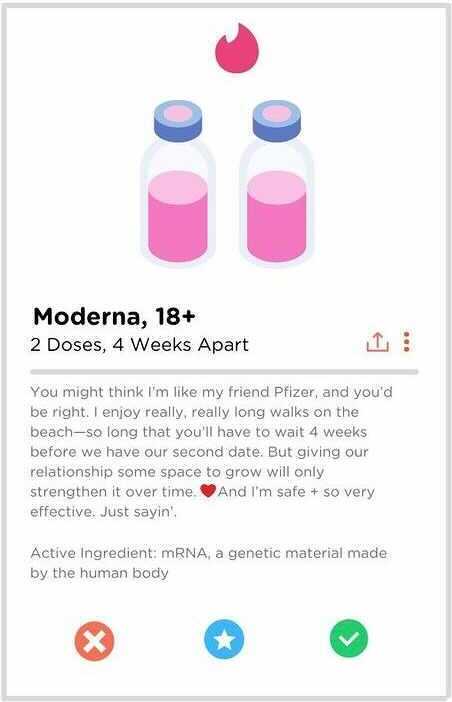 Moderna, 18+
2 Doses, 4 Weeks Apart
You might think I'm like my friend Pfizer, and you'd
be right. I enjoy really, really long walks on the
beach—so long that you'll have to wait 4 weeks
before we have our second date. But giving our
relationship some space to grow will only
strengthen it over time. ❤️And I'm safe + so very
effective. Just sayin'.
Active Ingredient: mRNA, a genetic material made
by the human body